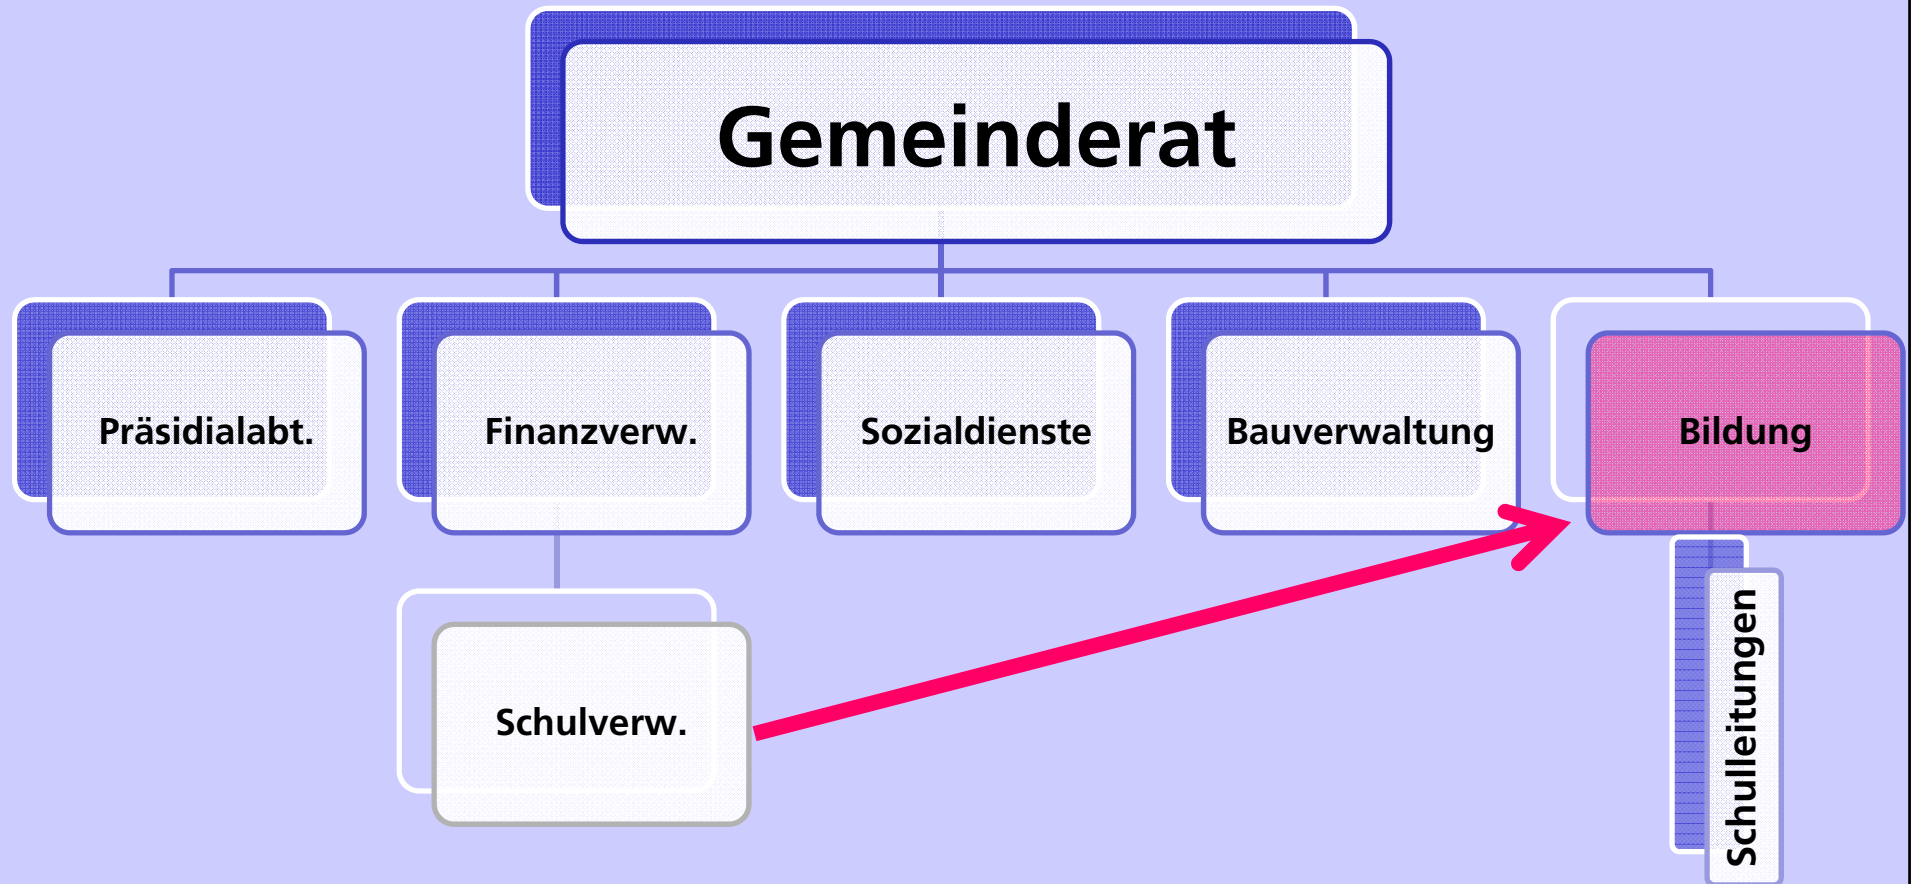 Gemeinderat
Präsidialabt.
Finanzverw.
Sozialdienste
Bauverwaltung
Bildung
Schulverw.
Schulleitungen